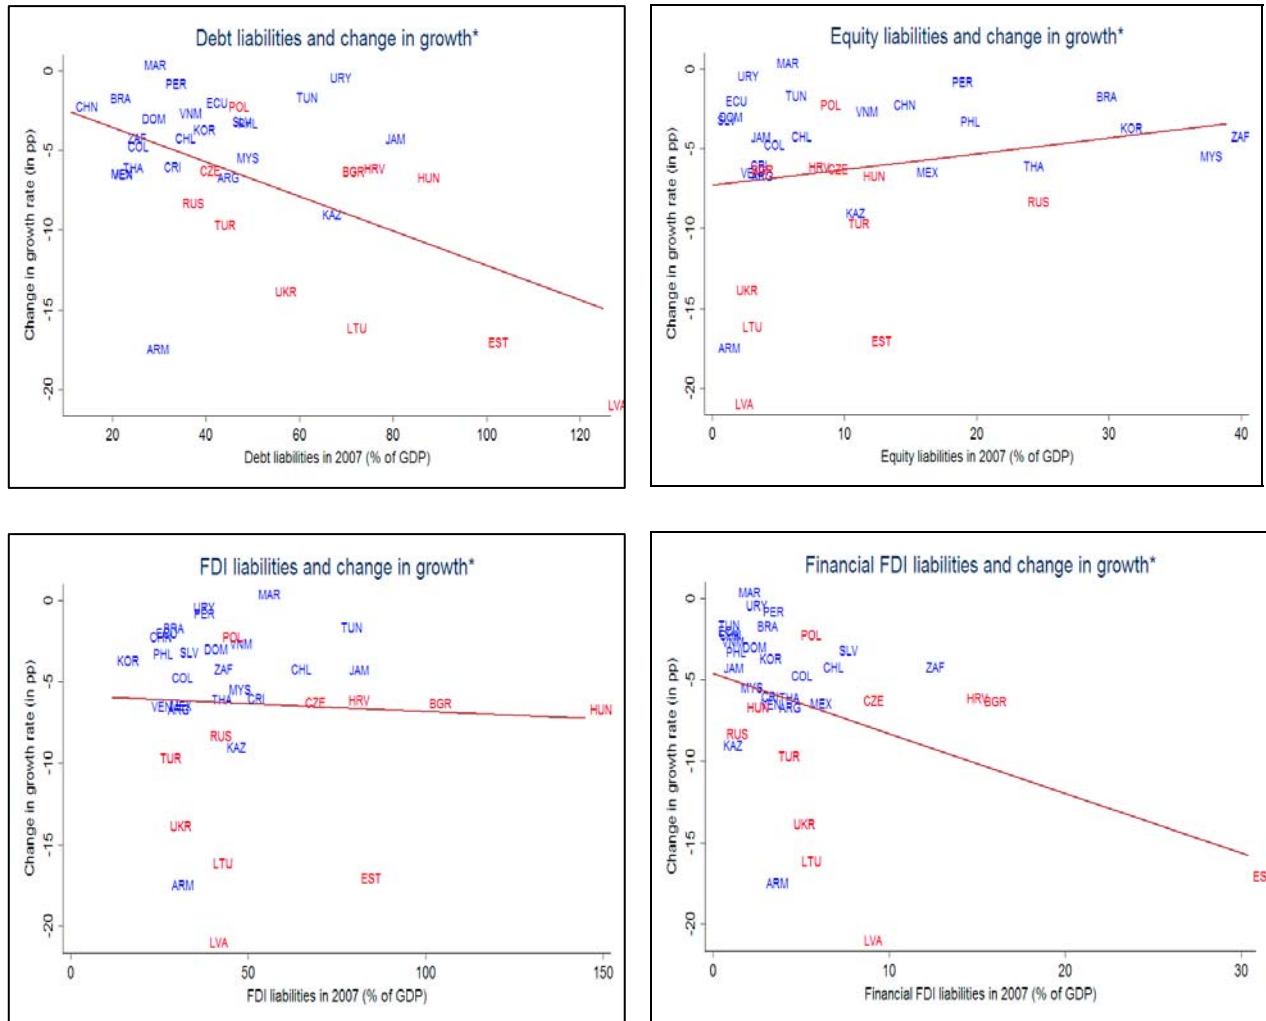 Debt liabilities and change in growth*
Change in growth rate (in pp)
0
-5
-10
-15
-20
MAR
PER
URY
BRA
CHN
ECU
POL
TUN
VNM
DOM
SLV
KOR
ZAF
COL
CHL
JAM
MYS
THA
CRI
CZE
ARG
BGR
HRV
HUN
RUS
KAZ
TUR
UKR
LTU
EST
ARM
LVA
20 40 60 80 100 120
Debt liabilities in 2007 (% of GDP)
Equity liabilities and change in growth*
Change in growth rate (in pp)
0
-5
-10
-15
-20
MAR
URY
PER
ECU
TUN
POL
CHN
BRA
VNM
DOM
PHL
KOR
JAM
CHL
COL
ZAF
MYS
CRI
HRV
CZE
HUN
MEX
THA
RUS
KAZ
TUR
UKR
LTU
ARM
EST
LVA
0 10 20 30 40
Equity liabilities in 2007 (% of GDP)
FDI liabilities and change in growth*
Change in growth rate (in pp)
0
-5
-10
-15
-20
MAR
URY
PER
BRA
CHN
POL
TUN
VNM
DOM
SLV
PHL
KOR
ZAF
CHL
JAM
COL
MYS
THA
CRI
CZE
HRV
BGR
HUN
VEN
MEX
ARG
RUS
KAZ
TUR
UKR
LTU
EST
ARM
LVA
0 50 100 150
FDI liabilities in 2007 (% of GDP)
Financial FDI liabilities and change in growth*
Change in growth rate (in pp)
0
-5
-10
-15
-20
MAR
URY
PER
TUN
BRA
POL
VNM
DOM
PHL
SLV
KOR
JAM
CHL
ZAF
COL
MYS
CRI
THA
HUN
ARG
MEX
CZE
HRV
BGR
RUS
KAZ
TUR
UKR
LTU
ARM
LVA
0 10 20 30
Financial FDI liabilities in 2007 (% of GDP)